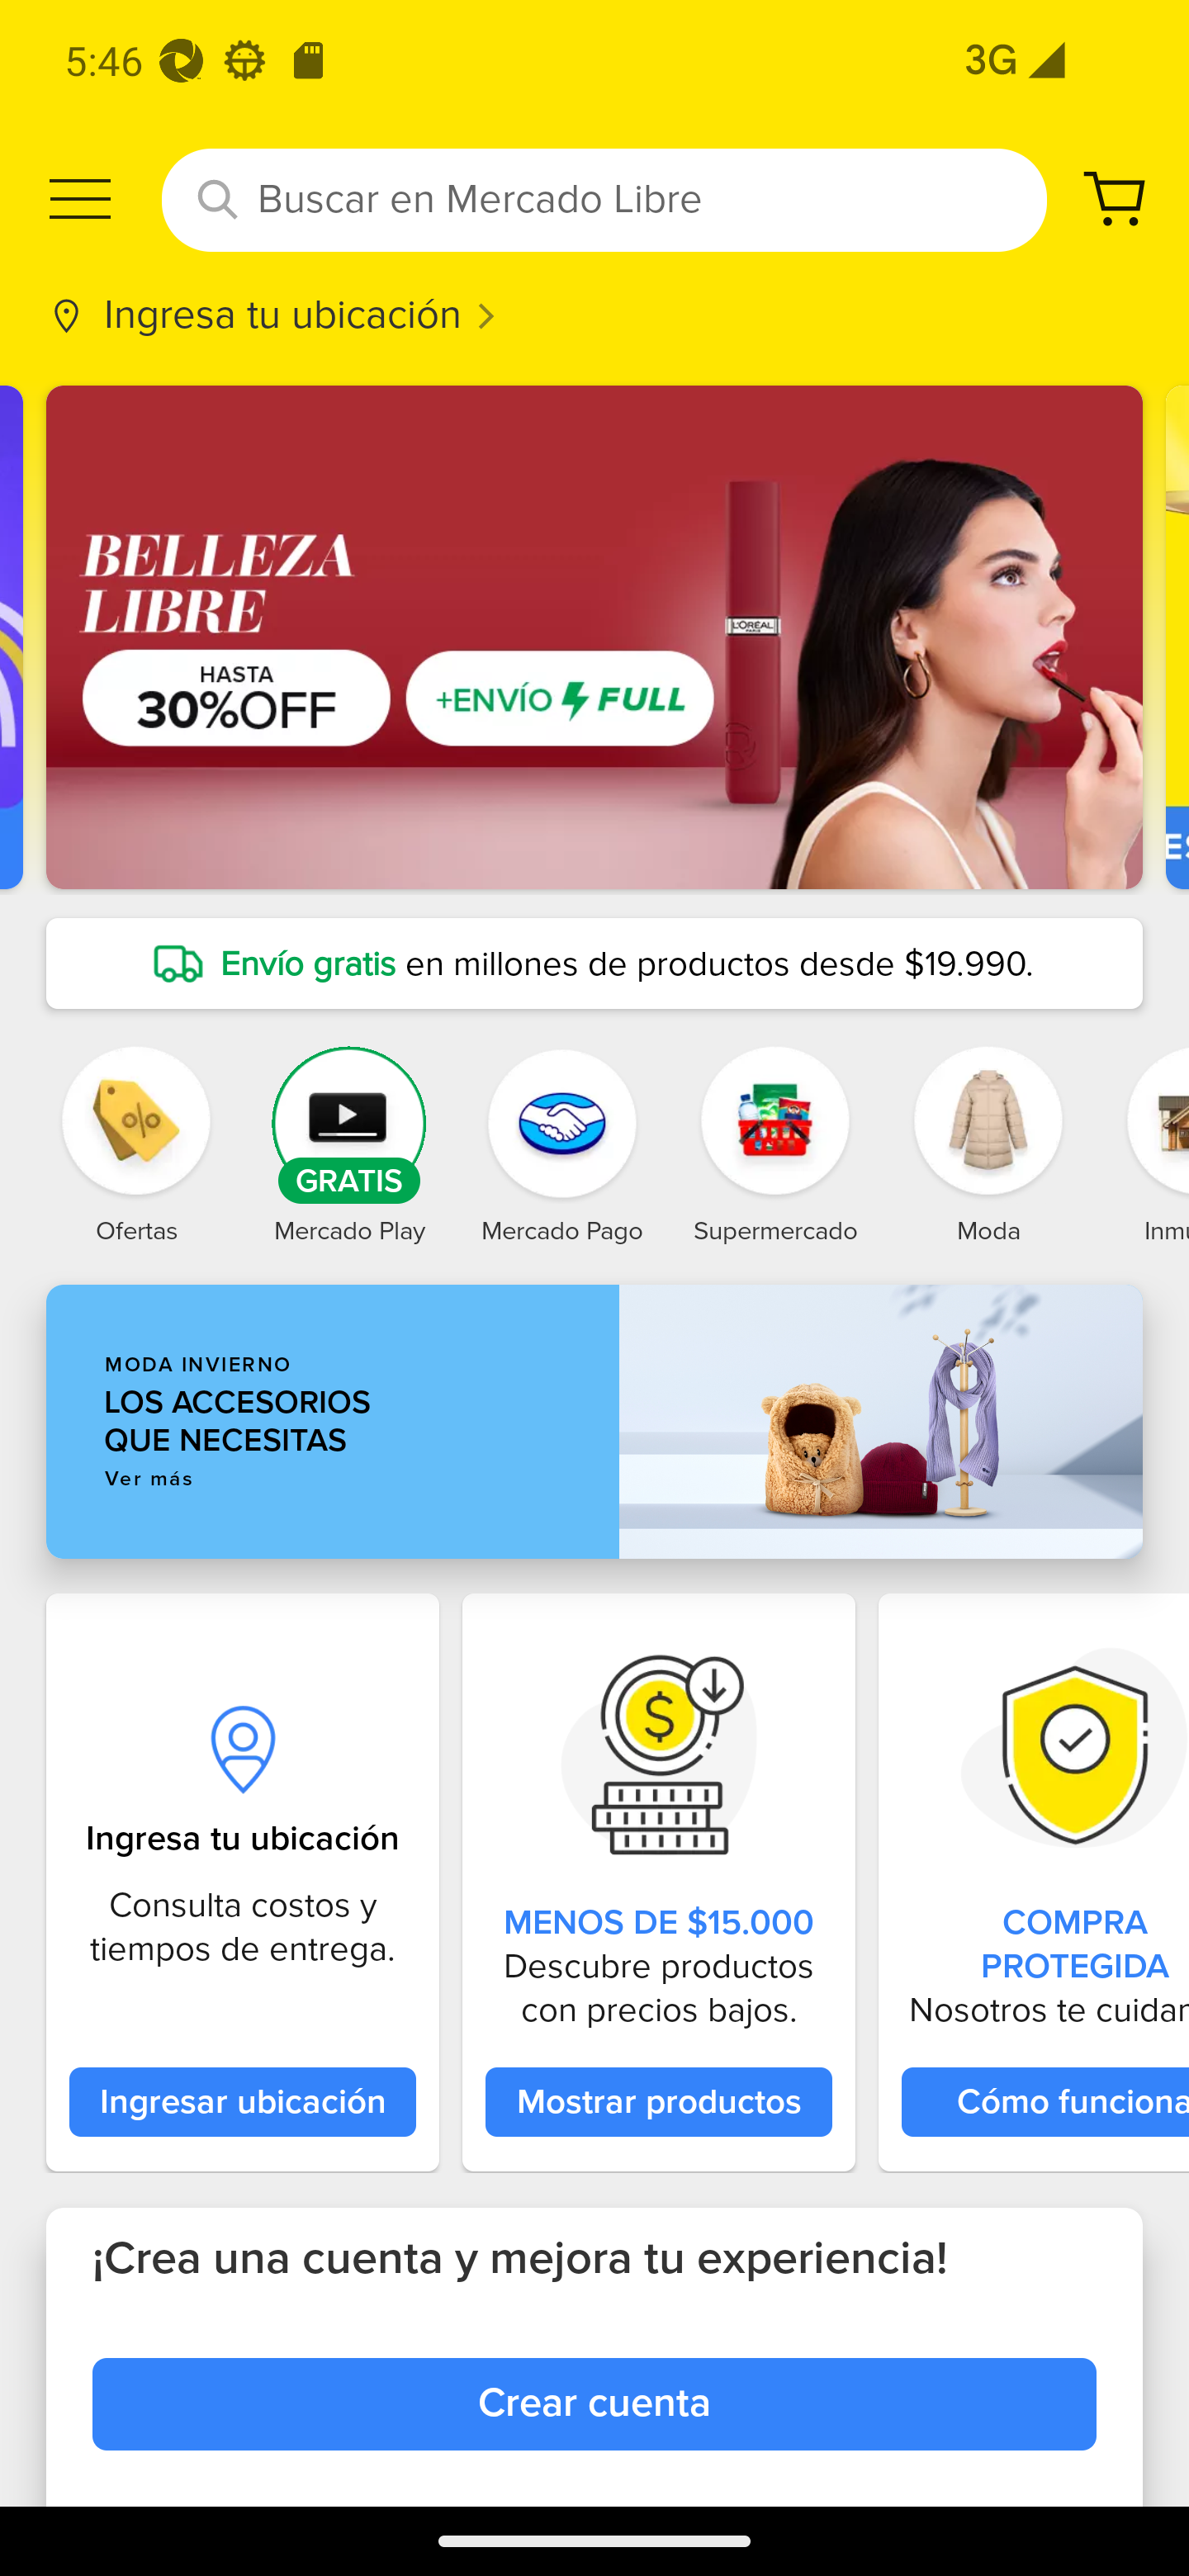 5:46
3G
Buscar en Mercado Libre
Ingresa tu ubicación
BELLEZA
LIBRE
HASTA
30%OFF
+ENVÍO FULL
L'ORÉAL
PARIS
Envío gratis en millones de productos desde $19.990.
GRATIS
Ofertas
Mercado Play
Mercado Pago
Supermercado
Moda
MODA INVIERNO
LOS ACCESORIOS
QUE NECESITAS
Ver más
Ingresa tu ubicación
Consulta costos y
tiempos de entrega.
Ingresar ubicación
MENOS DE $15.000
Descubre productos
con precios bajos.
Mostrar productos
COMPRA
PROTEGIDA
Nosotros te cuidan
Cómo funciona
¡Crea una cuenta y mejora tu experiencia!
Crear cuenta